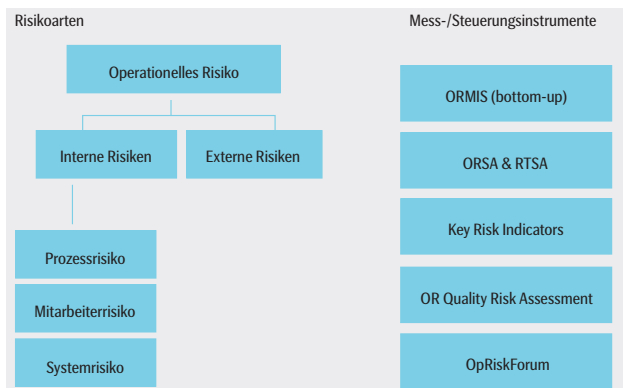 Risikoarten
Operationelles Risiko
Interne Risiken
Externe Risiken
Prozessrisiko
Mitarbeiterrisiko
Systemrisiko
Mess-/Steuerungsinstrumente
ORMIS (bottom-up)
ORSA & RTSA
Key Risk Indicators
OR Quality Risk Assessment
OpRiskForum